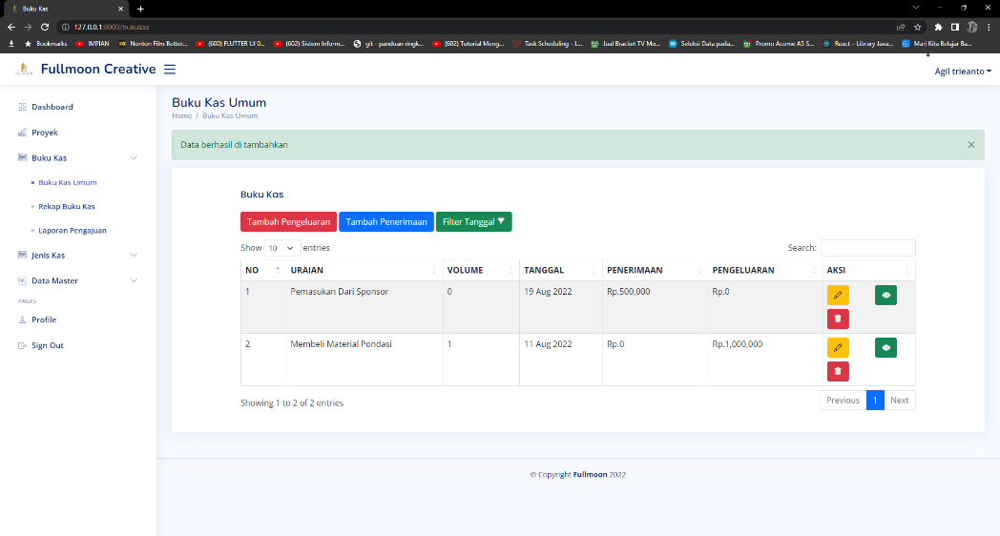 Buku Kas
127.0.0.1:8000/bukukas
Bookmarks IMPIAN Nonton Film Better... (600) FLUTTER UI 0... (602) Sistem Inform... git - panduan ringk... (602) Tutorial Meng... Task Scheduling – L... Jual Bracket TV Mo... Seleksi Data pada... Promo Acome A5 S... React – Library Java... Mari Kita Belajar Ba...
Fullmoon Creative
Agil trieanto
Dashboard
Proyek
Buku Kas
Buku Kas Umum
Rekap Buku Kas
Laporan Pengajuan
Jenis Kas
Data Master
PAGES
Profile
Sign Out
Buku Kas Umum
Home / Buku Kas Umum
Data berhasil di tambahkan
Buku Kas
Tambah Pengeluaran Tambah Penerimaan Filter Tanggal
Show 10 entries Search:
NO URAIAN VOLUME TANGGAL PENERIMAAN PENGELUARAN AKSI
1 Pemasukan Dari Sponsor 0 19 Aug 2022 Rp.500,000 Rp.0
2 Membeli Material Pondasi 1 11 Aug 2022 Rp.0 Rp.1,000,000
Showing 1 to 2 of 2 entries Previous 1 Next
© Copyright Fullmoon 2022